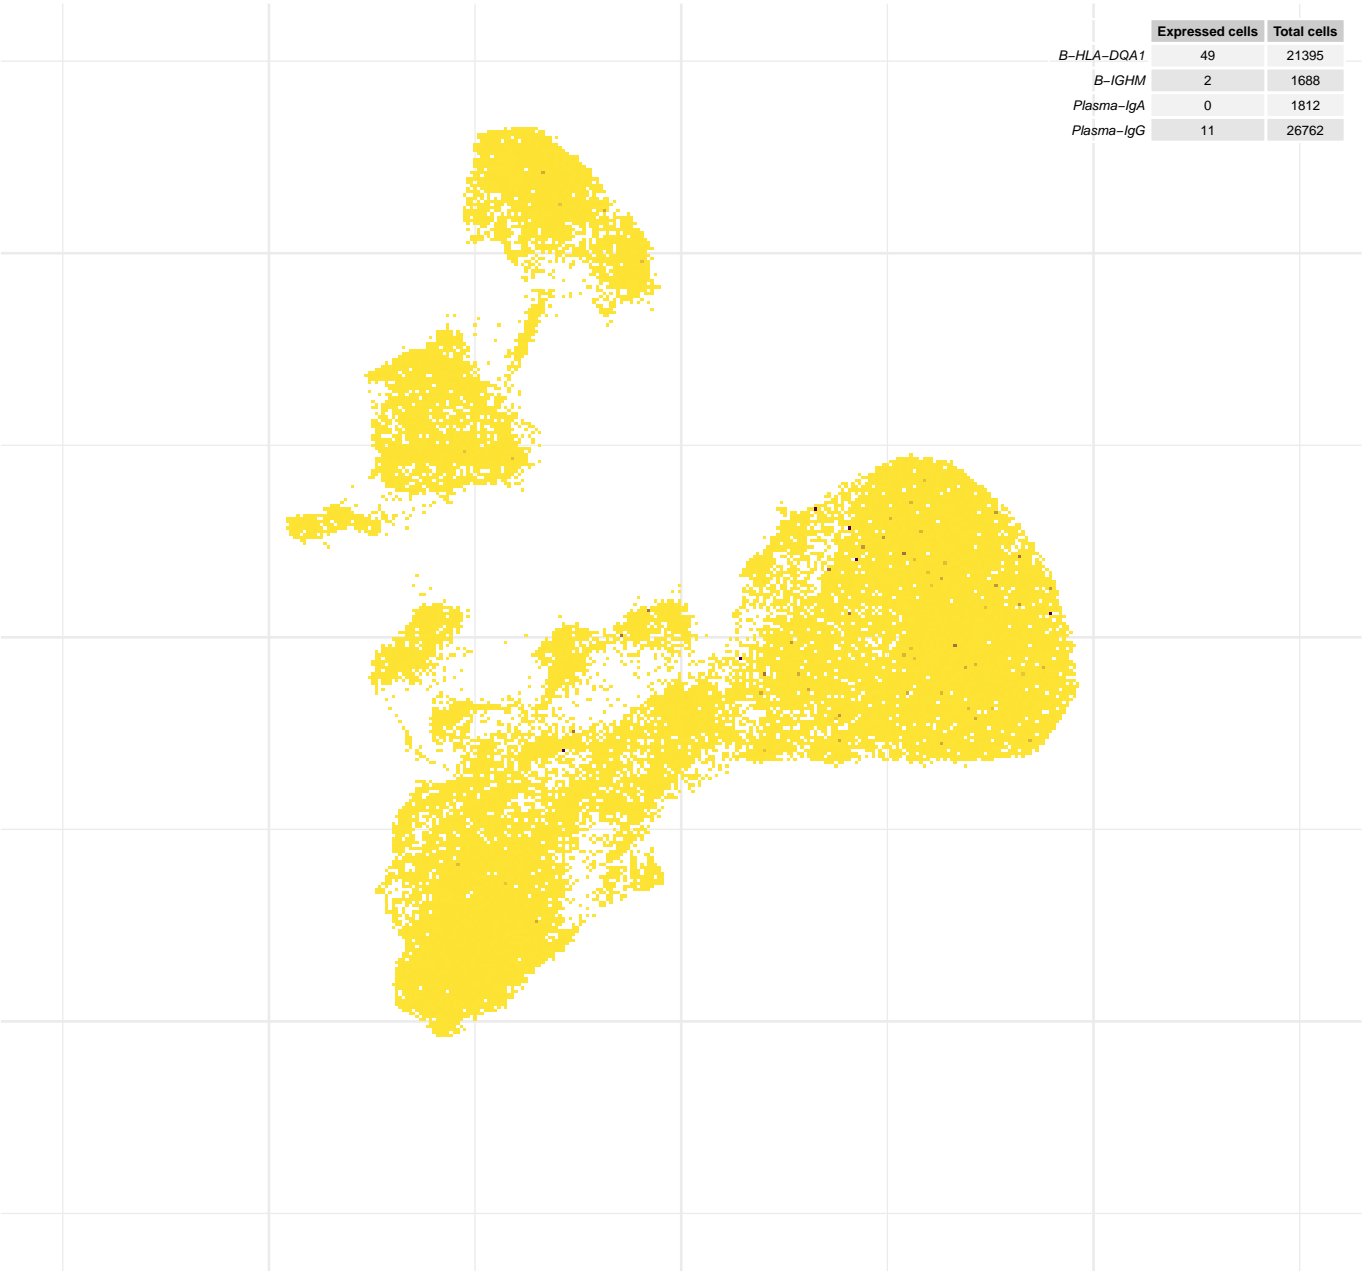 Expressed cells Total cells
B−HLA−DQA1 49 21395
B−IGHM 2 1688
Plasma−IgA 0 1812
Plasma−IgG 11 26762